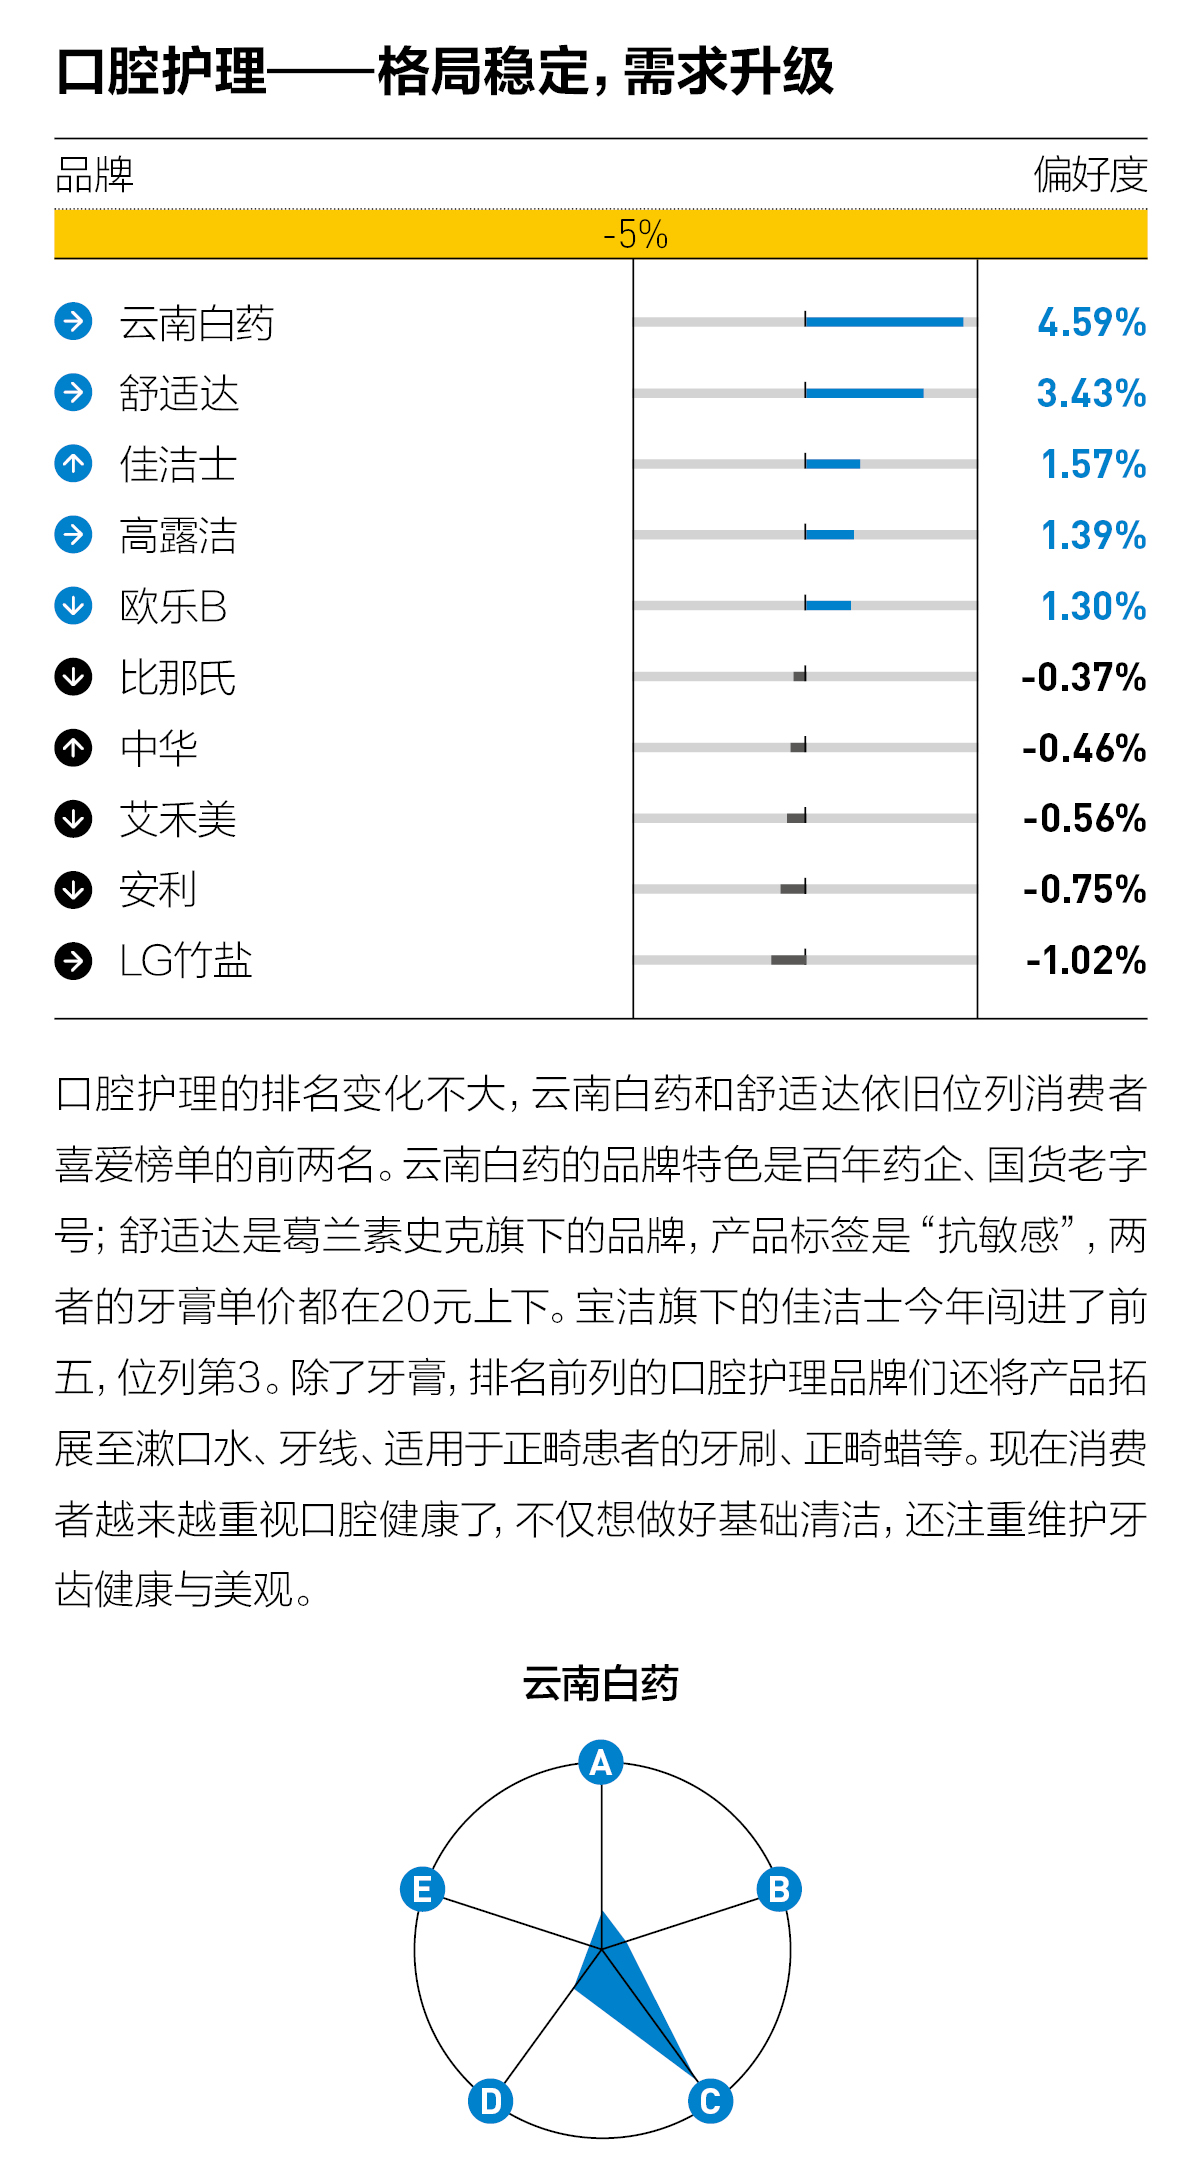 口腔护理——格局稳定，需求升级
品牌 偏好度
-5%
云南白药 4.59%
舒适达 3.43%
佳洁士 1.57%
高露洁 1.39%
欧乐B 1.30%
比那氏 -0.37%
中华 -0.46%
艾禾美 -0.56%
安利 -0.75%
LG竹盐 -1.02%
口腔护理的排名变化不大，云南白药和舒适达依旧位列消费者
喜爱榜单的前两名。云南白药的品牌特色是百年药企、国货老字
号；舒适达是葛兰素史克旗下的品牌，产品标签是“抗敏感”，两
者的牙膏单价都在20元上下。宝洁旗下的佳洁士今年闯进了前
五，位列第3。除了牙膏，排名前列的口腔护理品牌们还将产品拓
展至漱口水、牙线、适用于正畸患者的牙刷、正畸蜡等。现在消费
者越来越重视口腔健康了，不仅想做好基础清洁，还注重维护牙
齿健康与美观。
云南白药
A
E B
D C